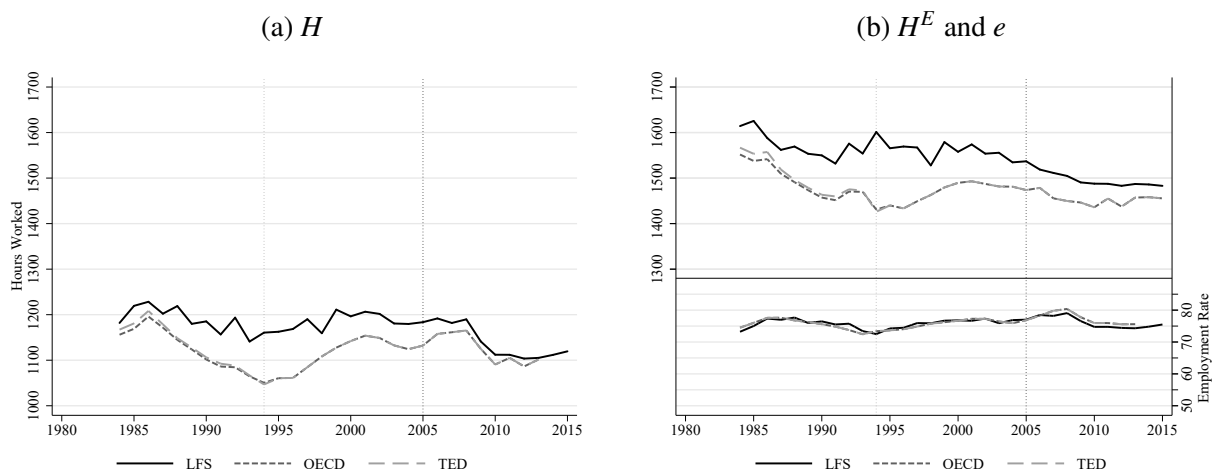 (a) H
(b) H^E and e
Hours Worked
1000 1100 1200 1300 1400 1500 1600 1700
1980 1985 1990 1995 2000 2005 2010 2015
LFS OECD TED
1300 1400 1500 1600 1700
50 60 70 80
Employment Rate
1980 1985 1990 1995 2000 2005 2010 2015
LFS OECD TED